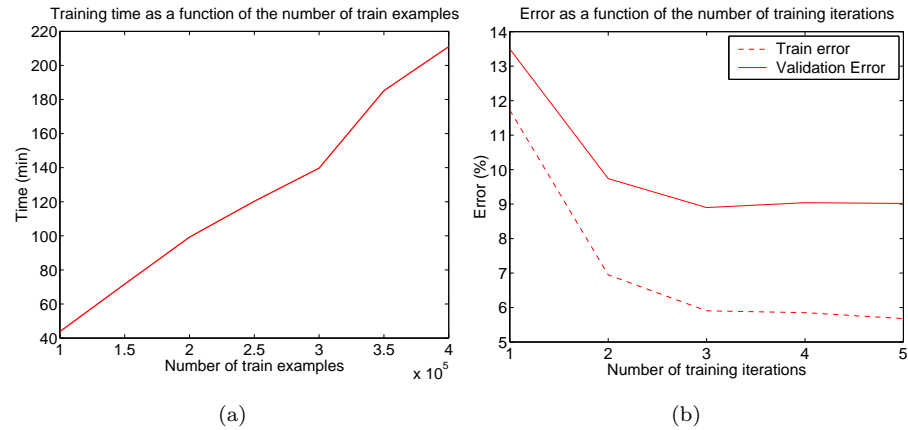 Training time as a function of the number of train examples
220
200
180
160
140
120
100
80
60
40
Time (min)
1
1.5
2
2.5
3
3.5
4
Number of train examples
x 10^5
(a)
Error as a function of the number of training iterations
Train error
Validation Error
14
13
12
11
10
9
8
7
6
5
Error (%)
1
2
3
4
5
Number of training iterations
(b)